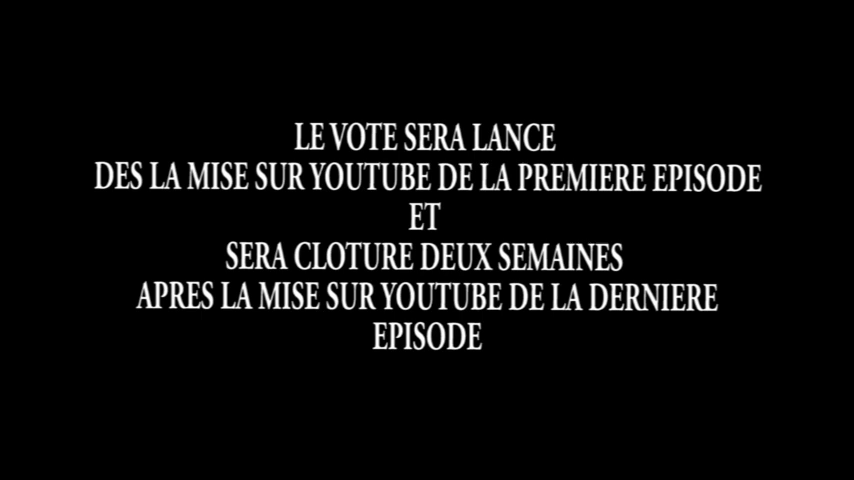 LE VOTE SERA LANCE
DES LA MISE SUR YOUTUBE DE LA PREMIERE EPISODE
ET
SERA CLOTURE DEUX SEMAINES
APRES LA MISE SUR YOUTUBE DE LA DERNIERE
EPISODE